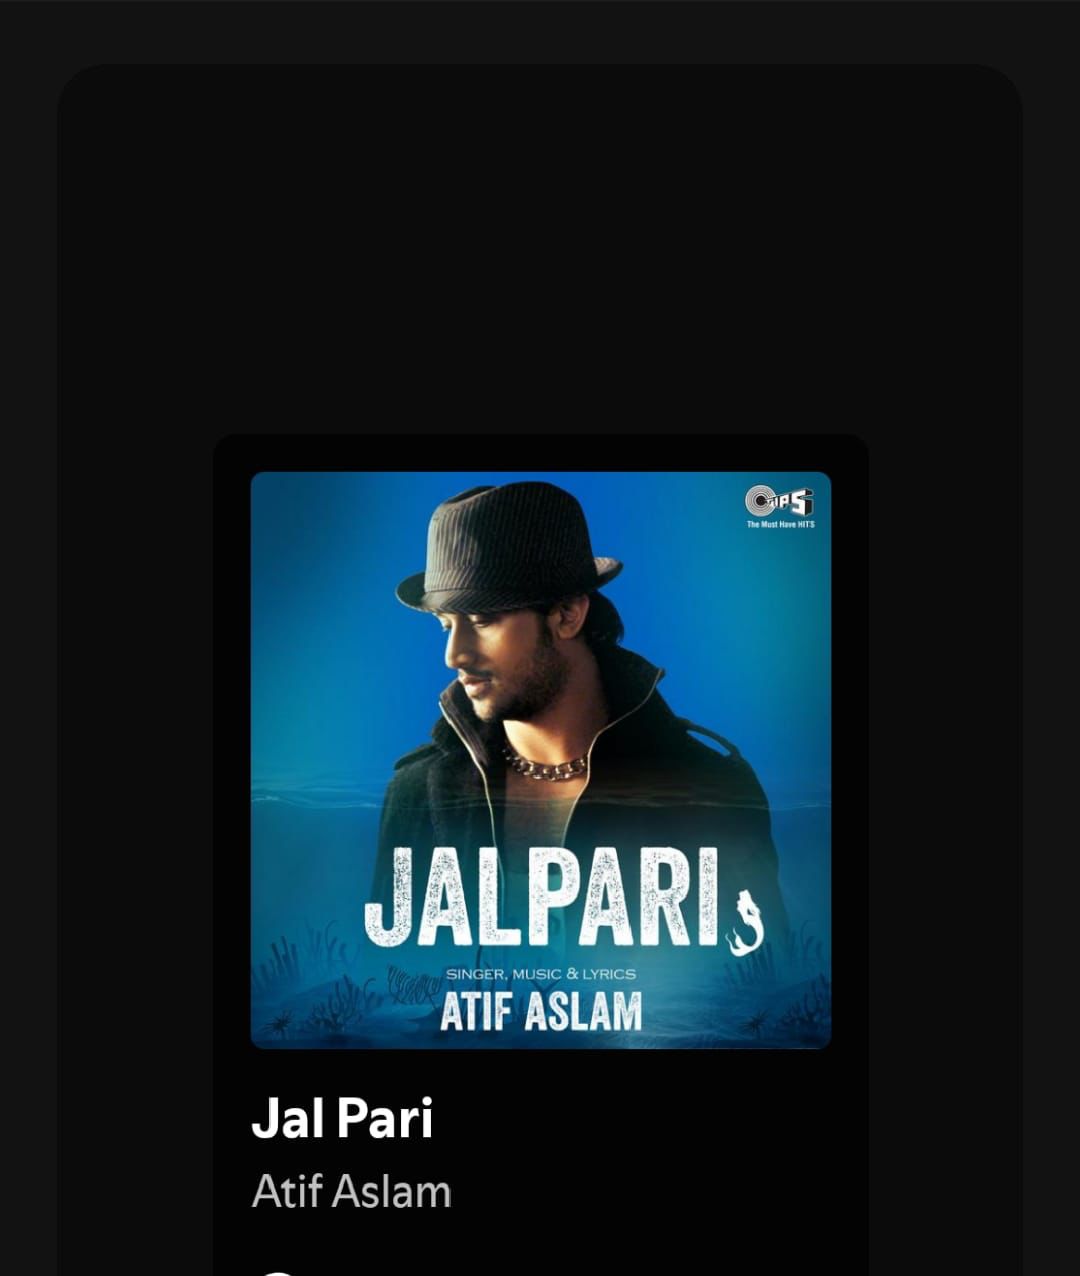 TIPS
The Must Have HITS
JALPARI
SINGER, MUSIC & LYRICS
ATIF ASLAM
Jal Pari
Atif Aslam